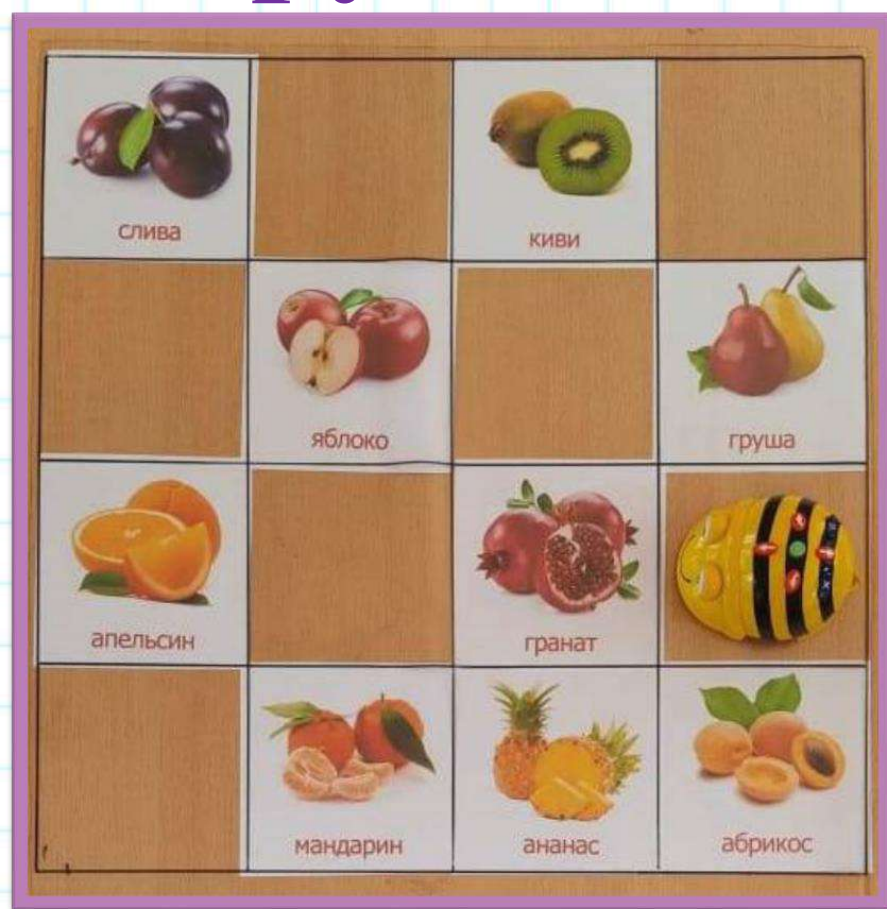 слива
киви
яблоко
груша
апельсин
гранат
мандарин
ананас
абрикос